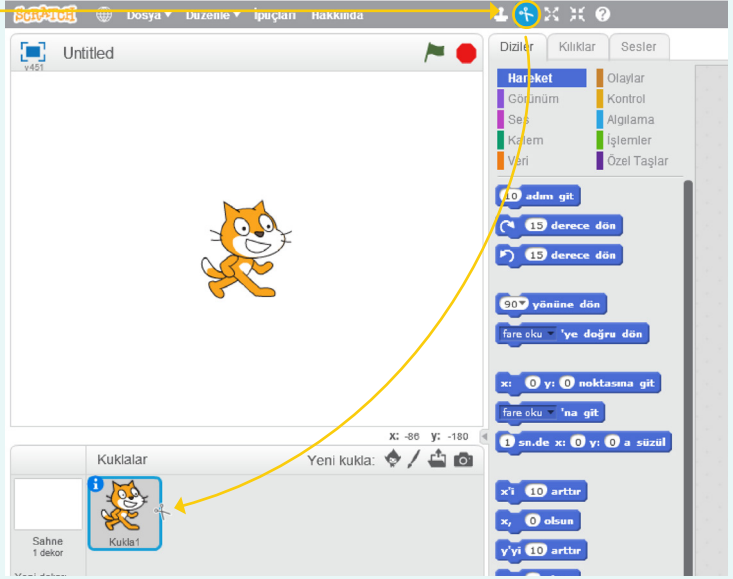 SCRATCH Dosya Düzenle İpuçları Hakkında
v451 Untitled
Diziler Kılıklar Sesler
Hareket Olaylar
Görünüm Kontrol
Ses Algılama
Kalem İşlemler
Veri Özel Taşlar
10 adım git
15 derece dön
15 derece dön
90 yönüne dön
fare oku 'ye doğru dön
x: 0 y: 0 noktasına git
fare oku 'na git
1 sn.de x: 0 y: 0 a süzül
x'i 10 arttır
x, 0 olsun
y'yi 10 arttır
x: -86 y: -180
Kuklalar Yeni kukla:
Sahne
1 dekor
Kukla1
Yeni dekor: